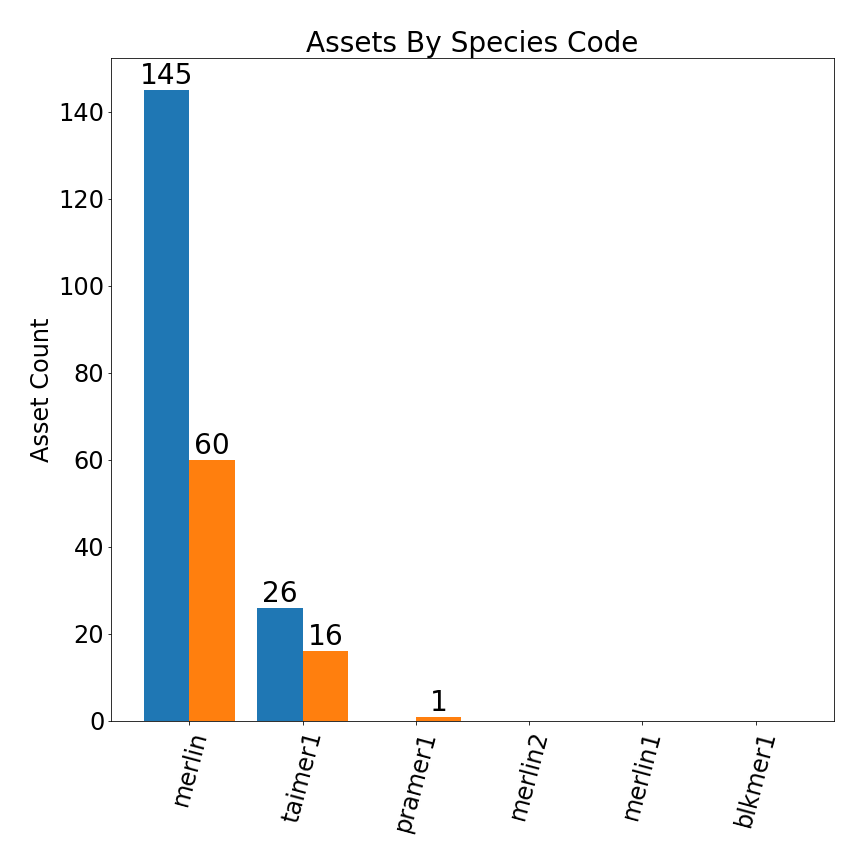 Assets By Species Code
145
140
120
100
80
60
60
40
26
20
16
1
0
Asset Count
merlin
taimer1
pramer1
merlin2
merlin1
blkmer1